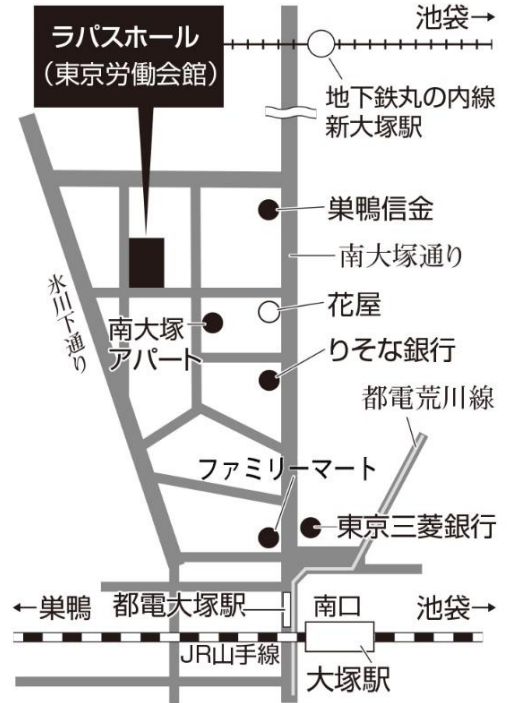 池袋→
ラパスホール
（東京労働会館）
地下鉄丸の内線
新大塚駅
巣鴨信金
南大塚通り
花屋
氷川下通り
南大塚
アパート
りそな銀行
都電荒川線
ファミリーマート
東京三菱銀行
←巣鴨
都電大塚駅
南口
池袋→
JR山手線
大塚駅